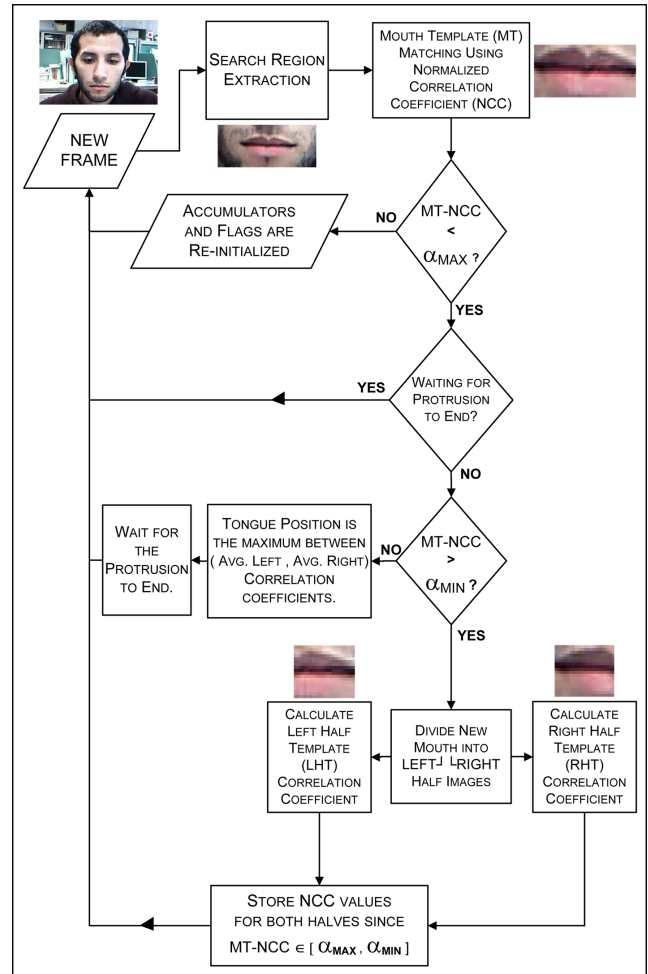 SEARCH REGION
EXTRACTION
MOUTH TEMPLATE (MT)
MATCHING USING
NORMALIZED
CORRELATION
COEFFICIENT (NCC)
NEW
FRAME
ACCUMULATORS
AND FLAGS ARE
RE-INITIALIZED
NO
MT-NCC
<
αMAX ?
YES
YES
WAITING FOR
PROTRUSION
TO END?
NO
WAIT FOR
THE
PROTRUSION
TO END.
TONGUE POSITION IS
THE MAXIMUM BETWEEN
( AVG. LEFT , AVG. RIGHT)
CORRELATION
COEFFICIENTS.
NO
MT-NCC
>
αMIN ?
YES
CALCULATE
LEFT HALF
TEMPLATE
(LHT)
CORRELATION
COEFFICIENT
DIVIDE NEW
MOUTH INTO
LEFT┘ └RIGHT
HALF IMAGES
CALCULATE
RIGHT HALF
TEMPLATE
(RHT)
CORRELATION
COEFFICIENT
STORE NCC VALUES
FOR BOTH HALVES SINCE
MT-NCC ∈ [ αMAX , αMIN ]